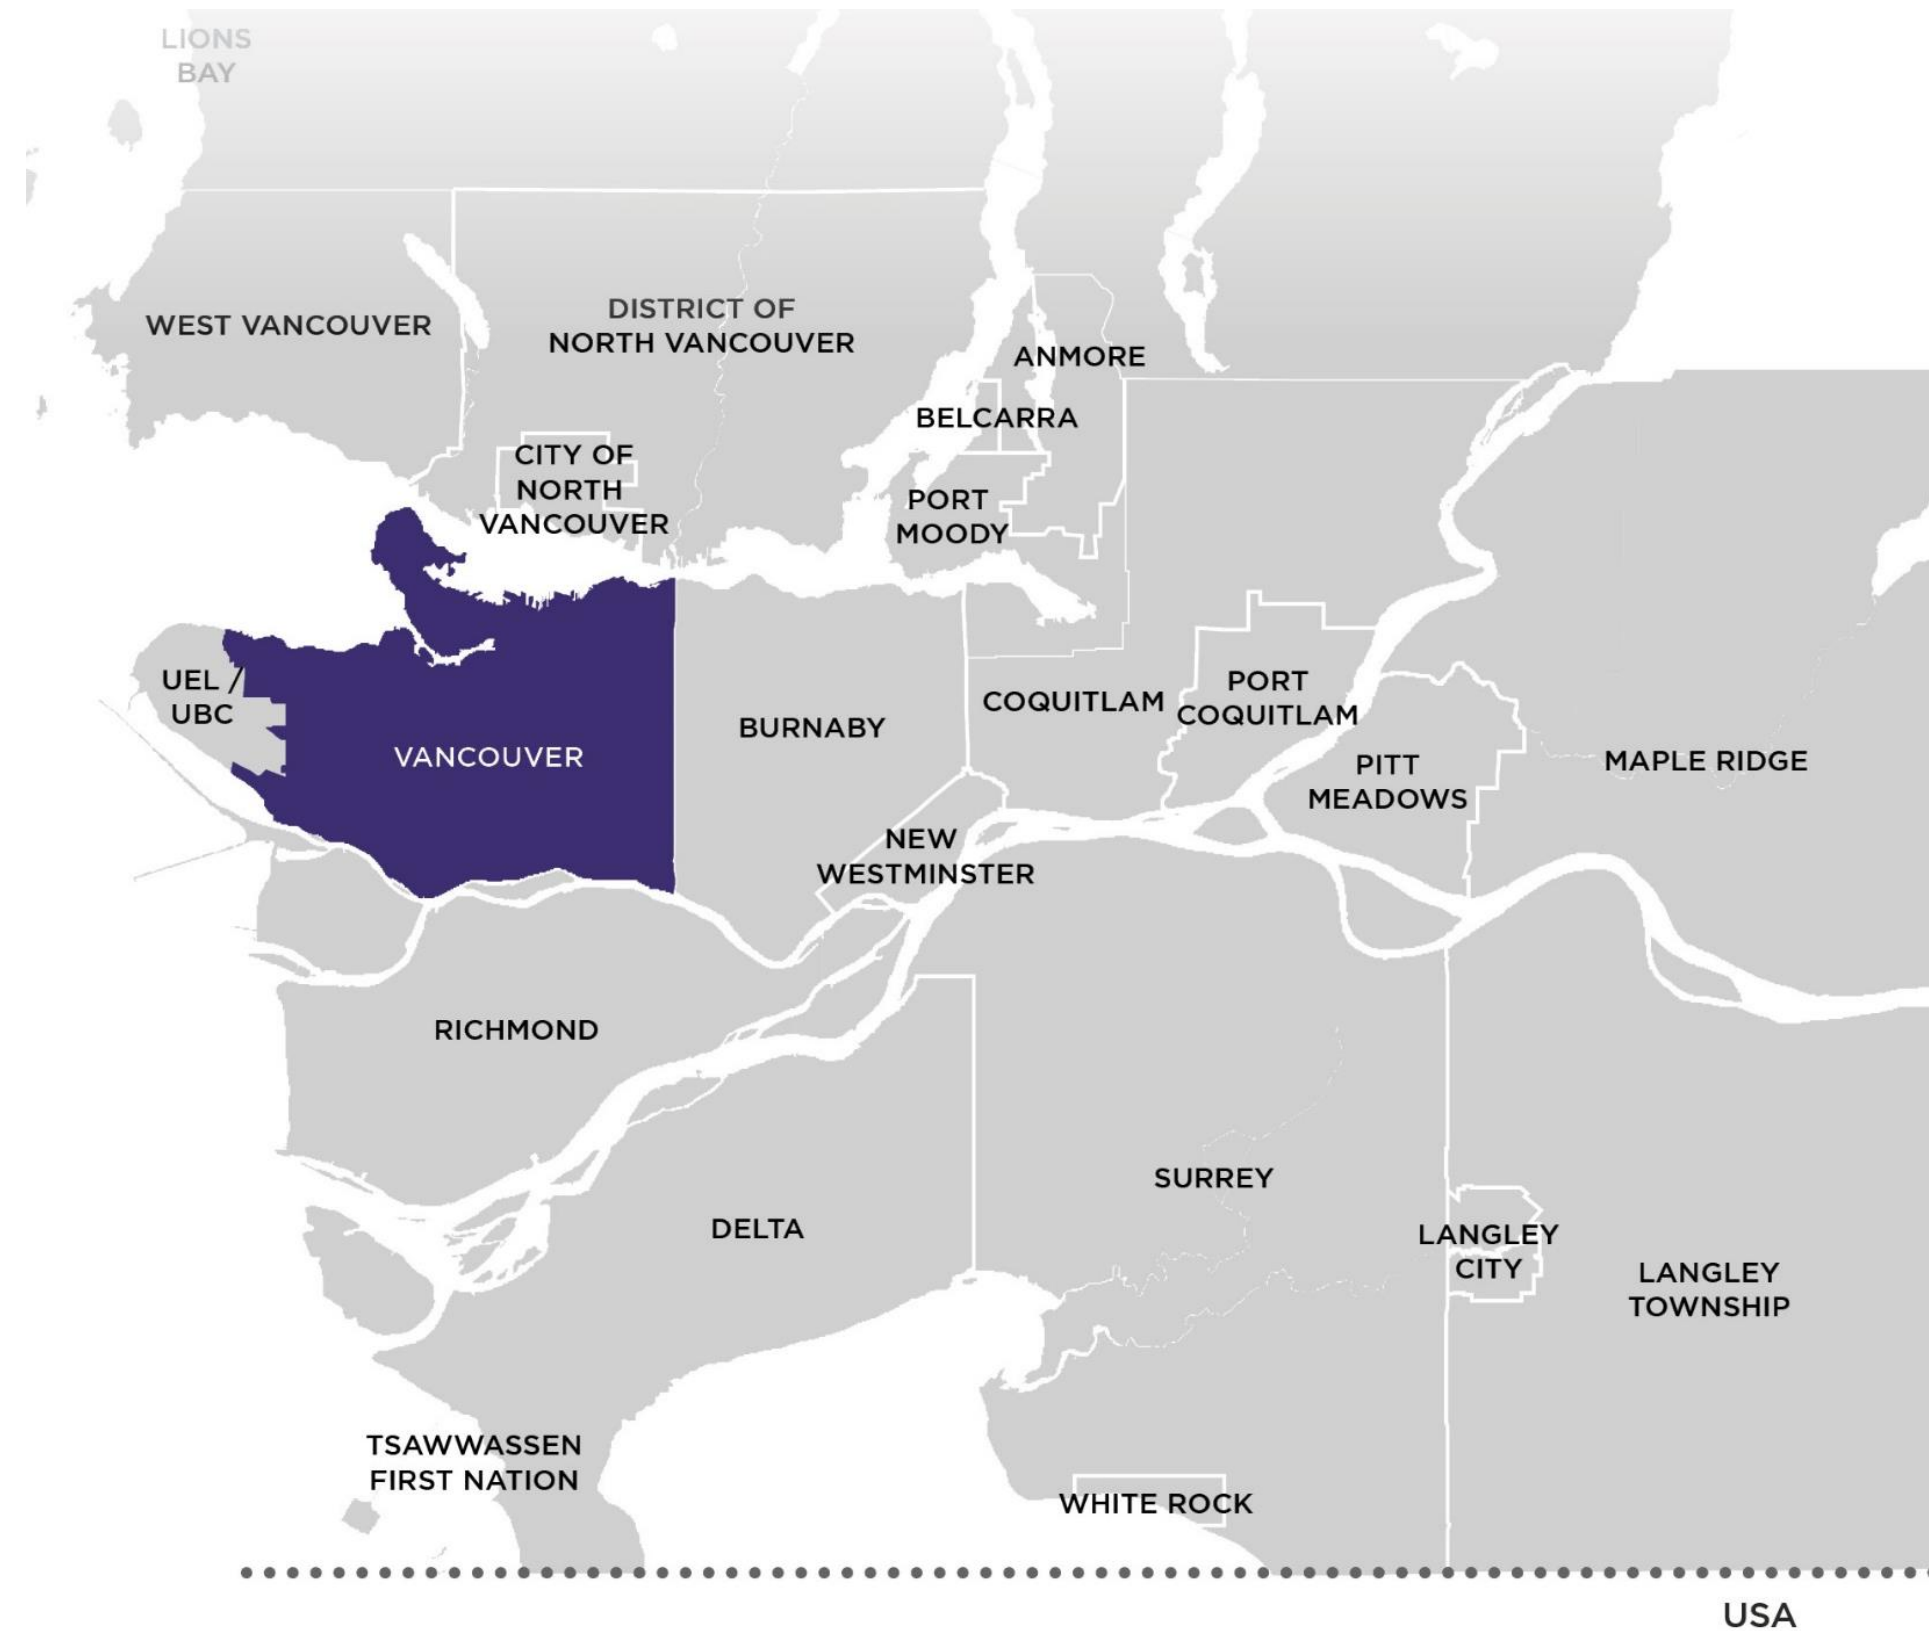 LIONS
BAY
WEST VANCOUVER
DISTRICT OF
NORTH VANCOUVER
ANMORE
BELCARRA
CITY OF
NORTH
VANCOUVER
PORT
MOODY
UEL /
UBC
VANCOUVER
BURNABY
COQUITLAM
PORT
COQUITLAM
PITT
MEADOWS
MAPLE RIDGE
NEW
WESTMINSTER
RICHMOND
DELTA
SURREY
LANGLEY
CITY
LANGLEY
TOWNSHIP
TSAWWASSEN
FIRST NATION
WHITE ROCK
USA